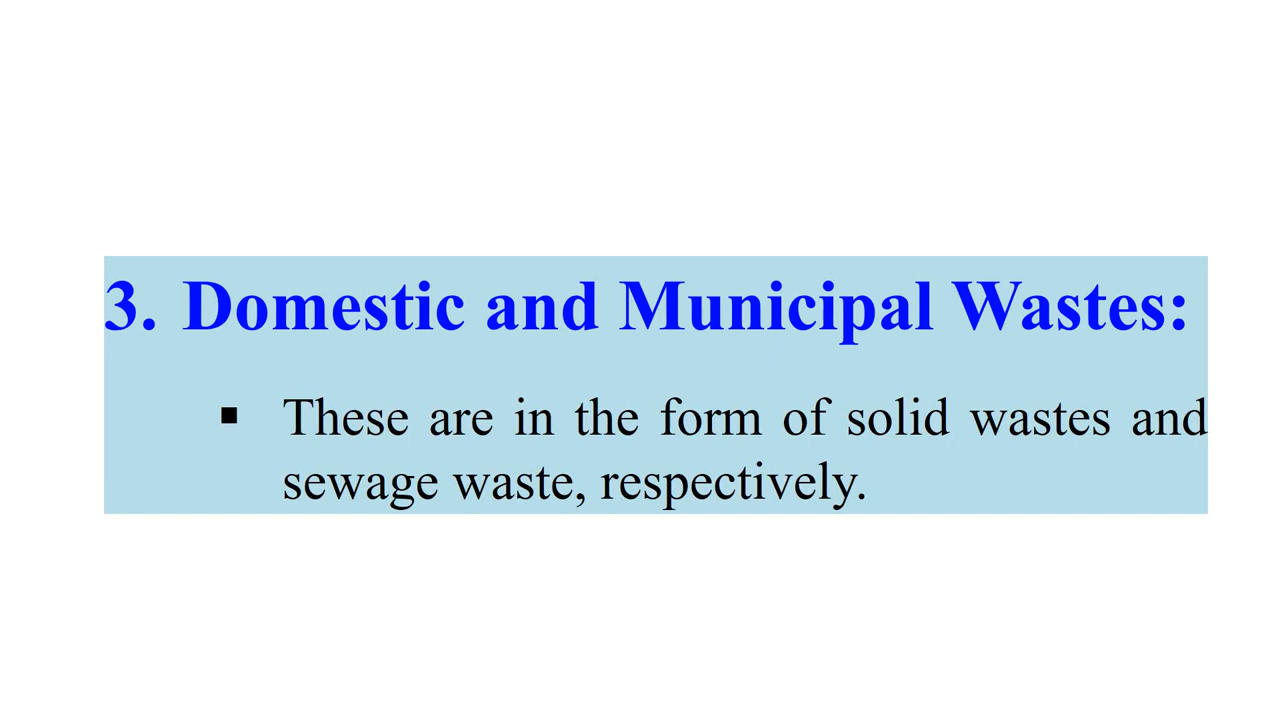 3. Domestic and Municipal Wastes:
▪ These are in the form of solid wastes and
sewage waste, respectively.